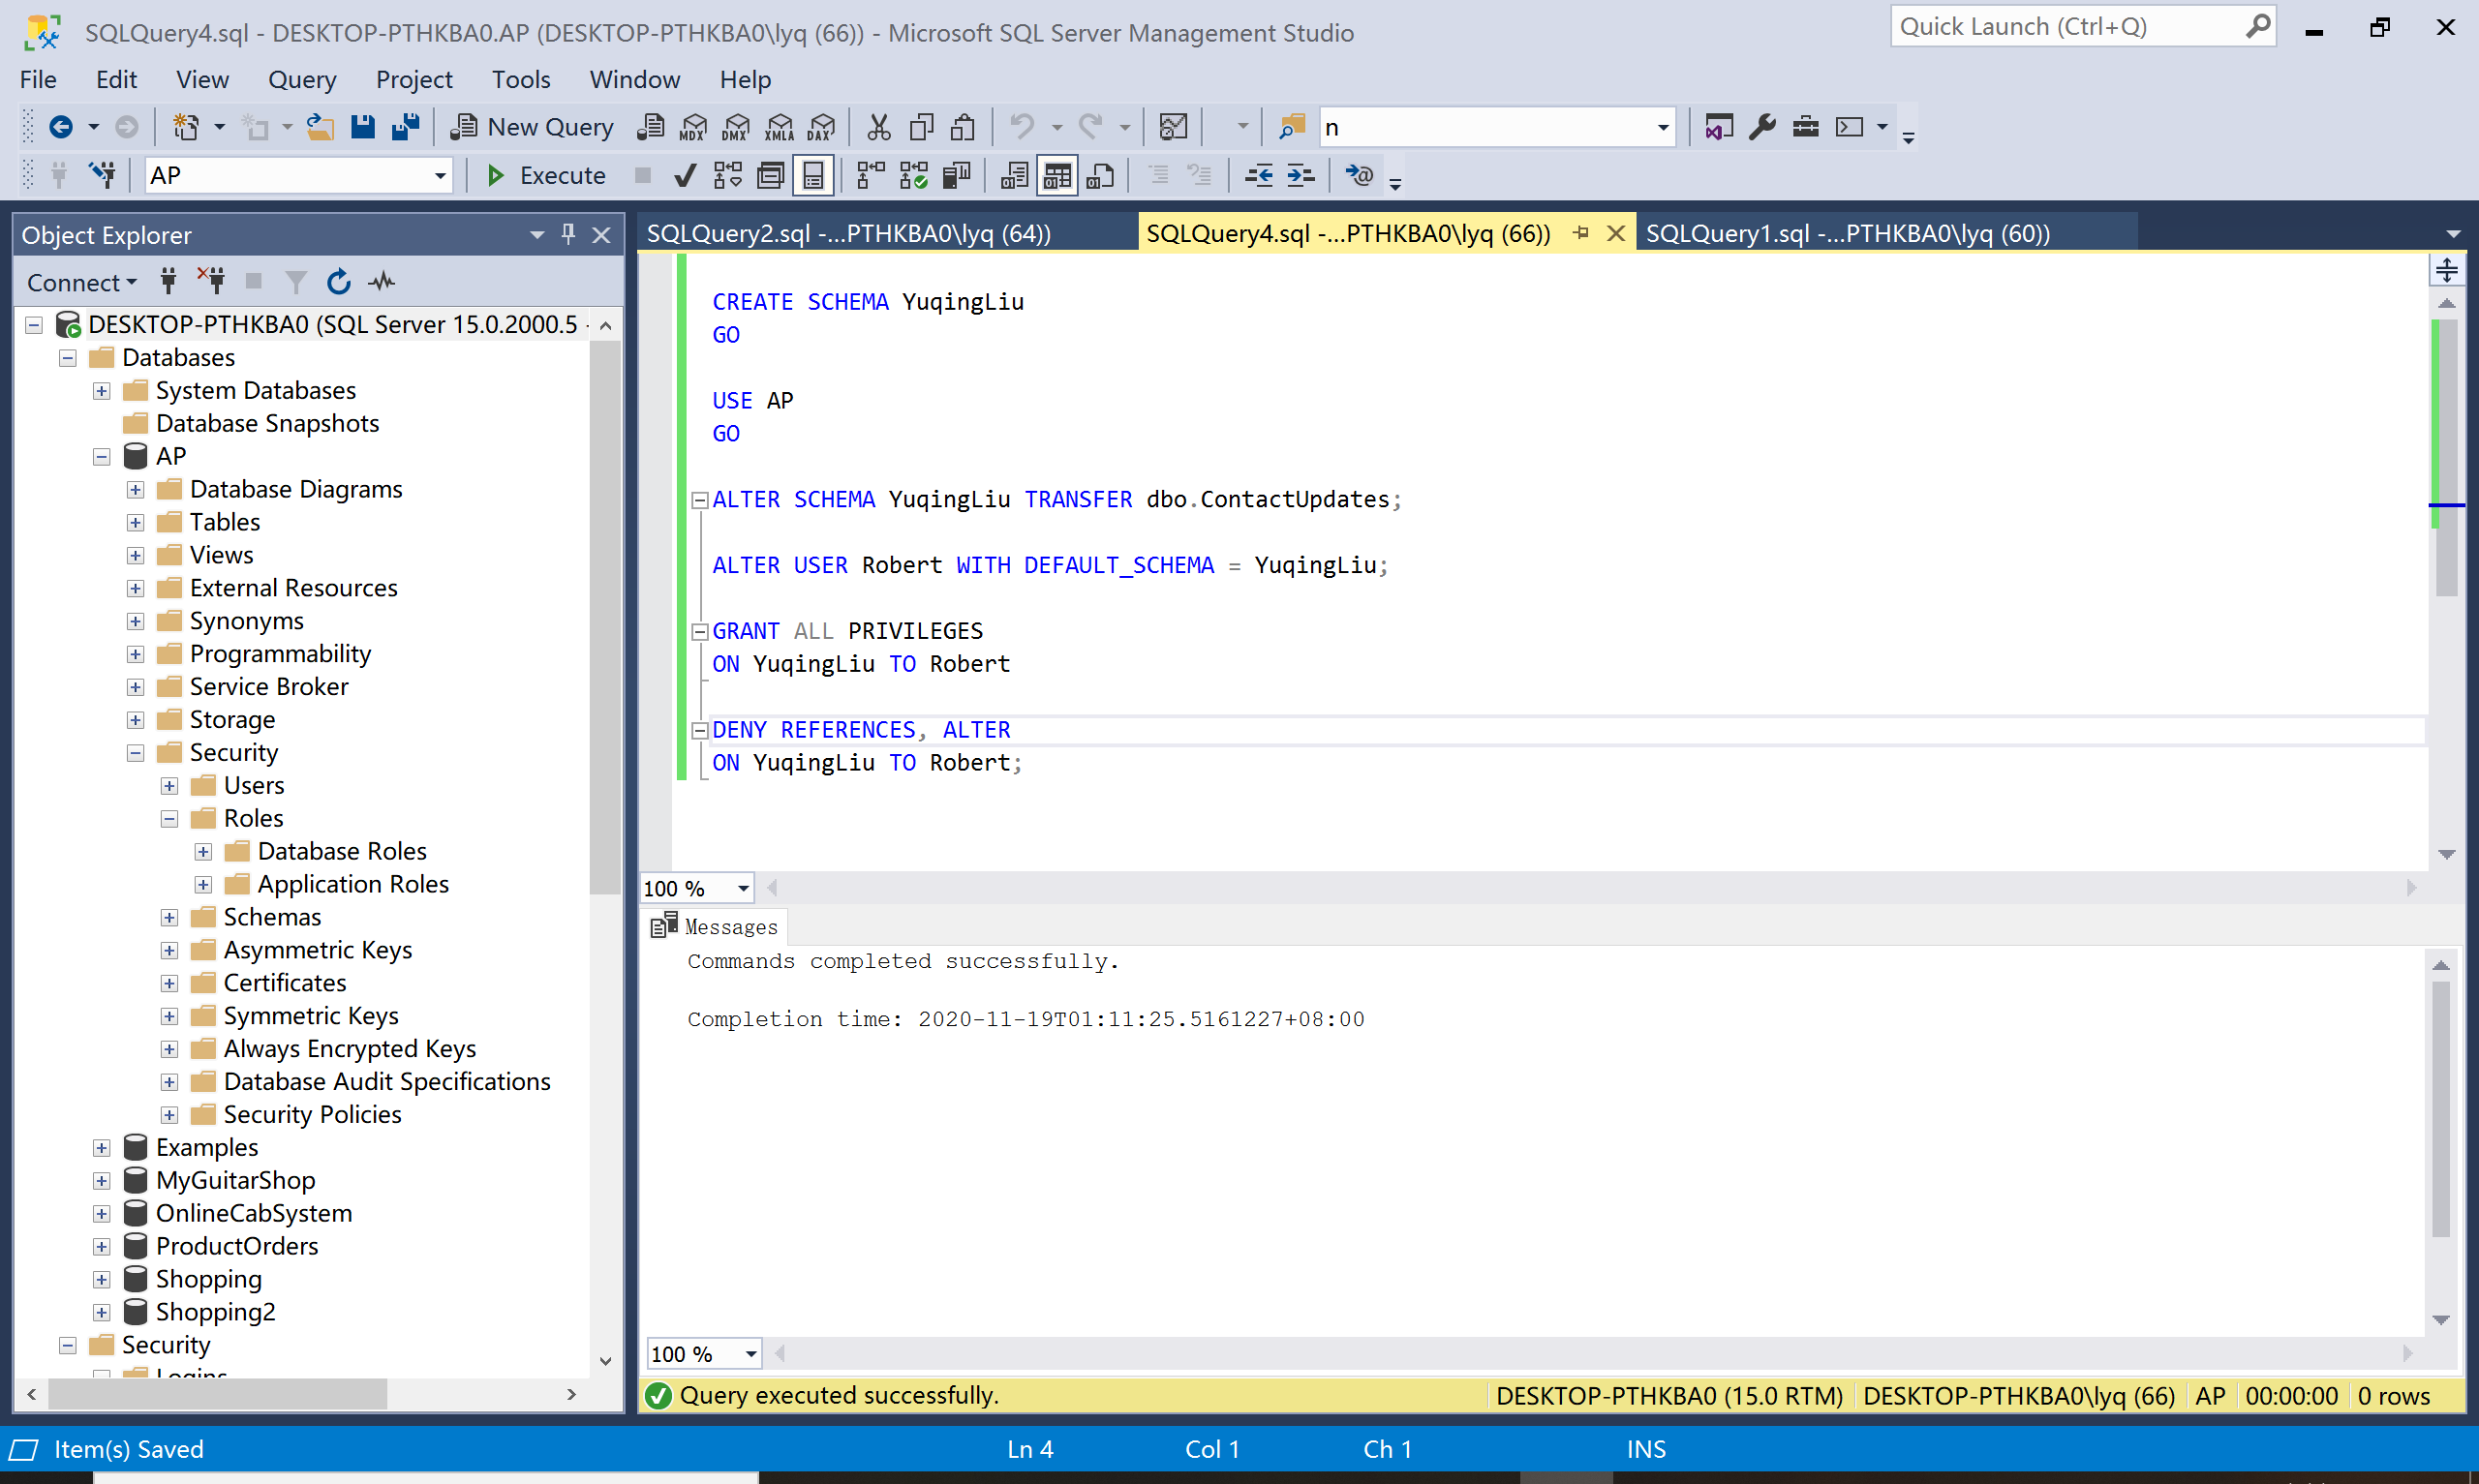 SQLQuery4.sql - DESKTOP-PTHKBA0.AP (DESKTOP-PTHKBA0\lyq (66)) - Microsoft SQL Server Management Studio
Quick Launch (Ctrl+Q)
File Edit View Query Project Tools Window Help
New Query MDX DMX XMLA DAX n
AP Execute
Object Explorer
Connect
DESKTOP-PTHKBA0 (SQL Server 15.0.2000.5 -
Databases
System Databases
Database Snapshots
AP
Database Diagrams
Tables
Views
External Resources
Synonyms
Programmability
Service Broker
Storage
Security
Users
Roles
Database Roles
Application Roles
Schemas
Asymmetric Keys
Certificates
Symmetric Keys
Always Encrypted Keys
Database Audit Specifications
Security Policies
Examples
MyGuitarShop
OnlineCabSystem
ProductOrders
Shopping
Shopping2
Security
Logins
SQLQuery2.sql -...PTHKBA0\lyq (64))
SQLQuery4.sql -...PTHKBA0\lyq (66))
SQLQuery1.sql -...PTHKBA0\lyq (60))
CREATE SCHEMA YuqingLiu
GO
USE AP
GO
ALTER SCHEMA YuqingLiu TRANSFER dbo.ContactUpdates;
ALTER USER Robert WITH DEFAULT_SCHEMA = YuqingLiu;
GRANT ALL PRIVILEGES
ON YuqingLiu TO Robert
DENY REFERENCES, ALTER
ON YuqingLiu TO Robert;
100 %
Messages
Commands completed successfully.
Completion time: 2020-11-19T01:11:25.5161227+08:00
100 %
Query executed successfully. DESKTOP-PTHKBA0 (15.0 RTM) DESKTOP-PTHKBA0\lyq (66) AP 00:00:00 0 rows
Item(s) Saved Ln 4 Col 1 Ch 1 INS